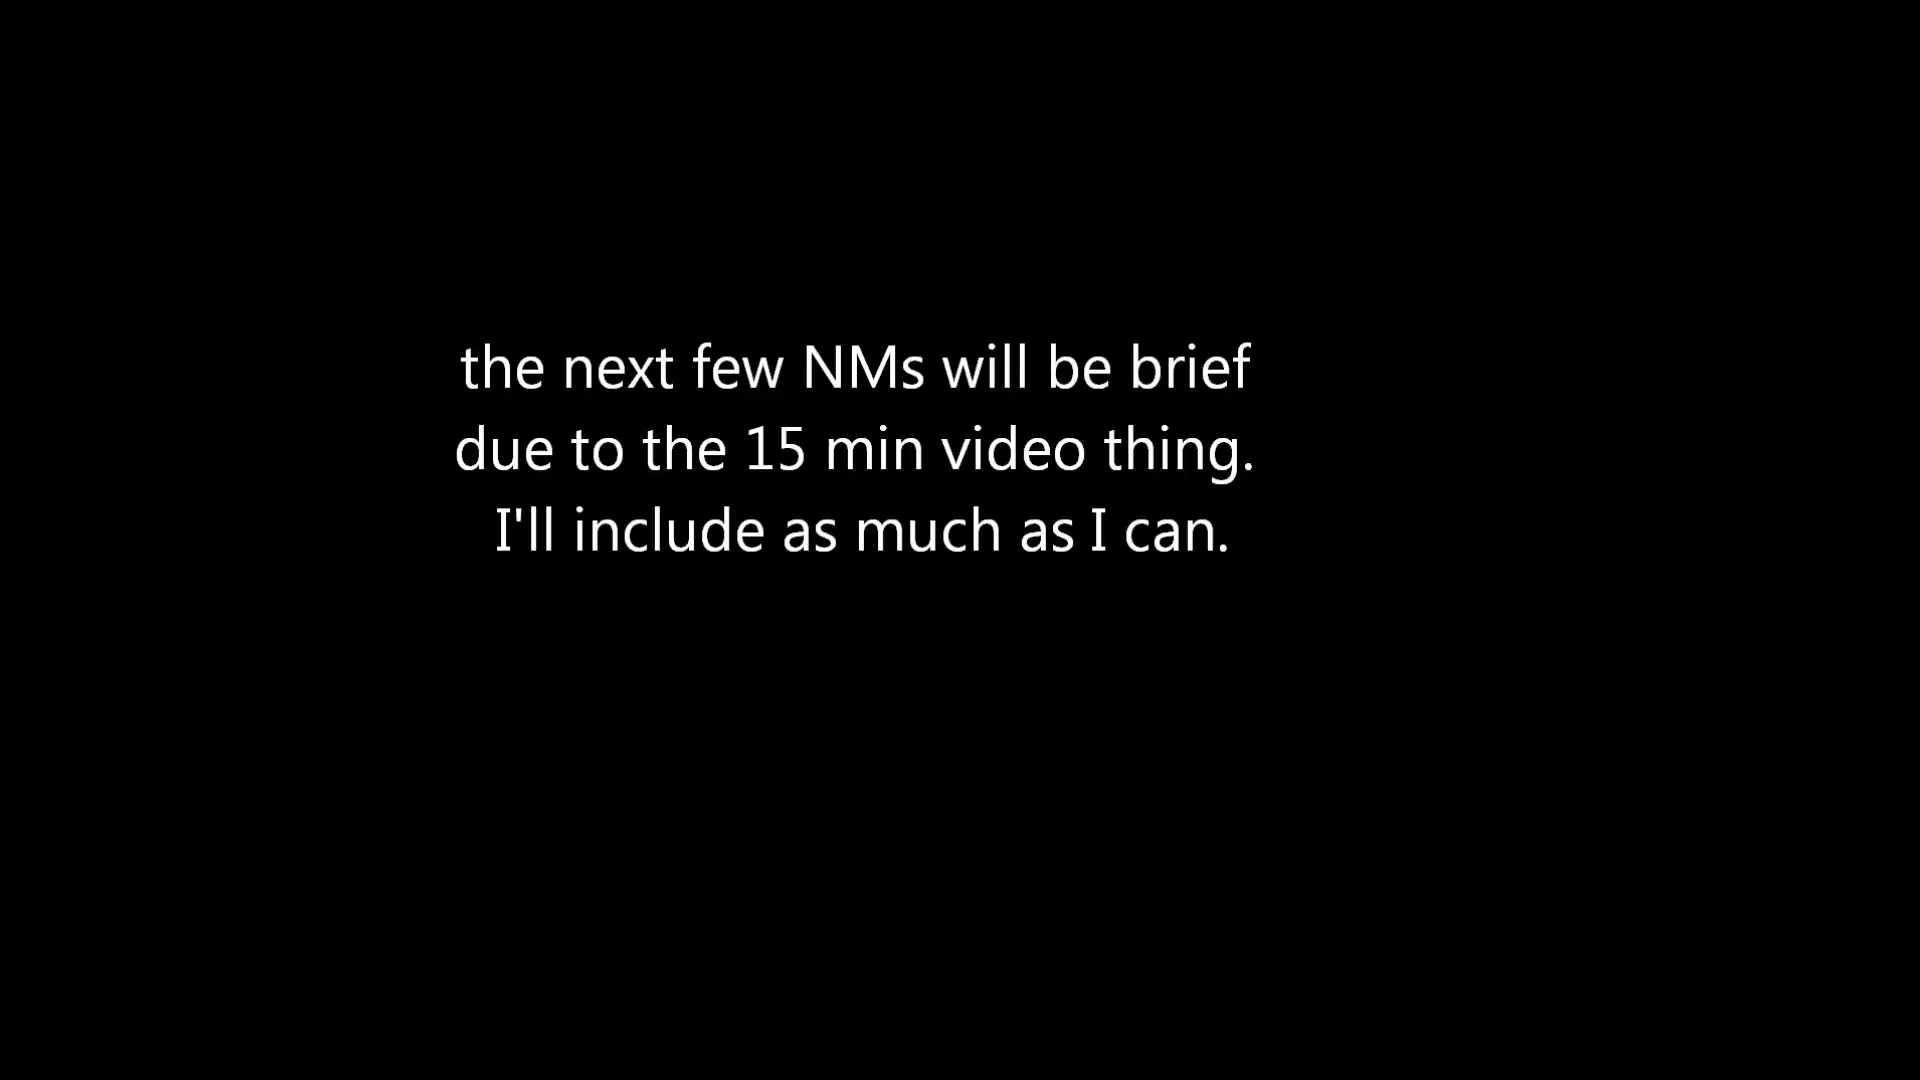 the next few NMs will be brief
due to the 15 min video thing.
I'll include as much as I can.